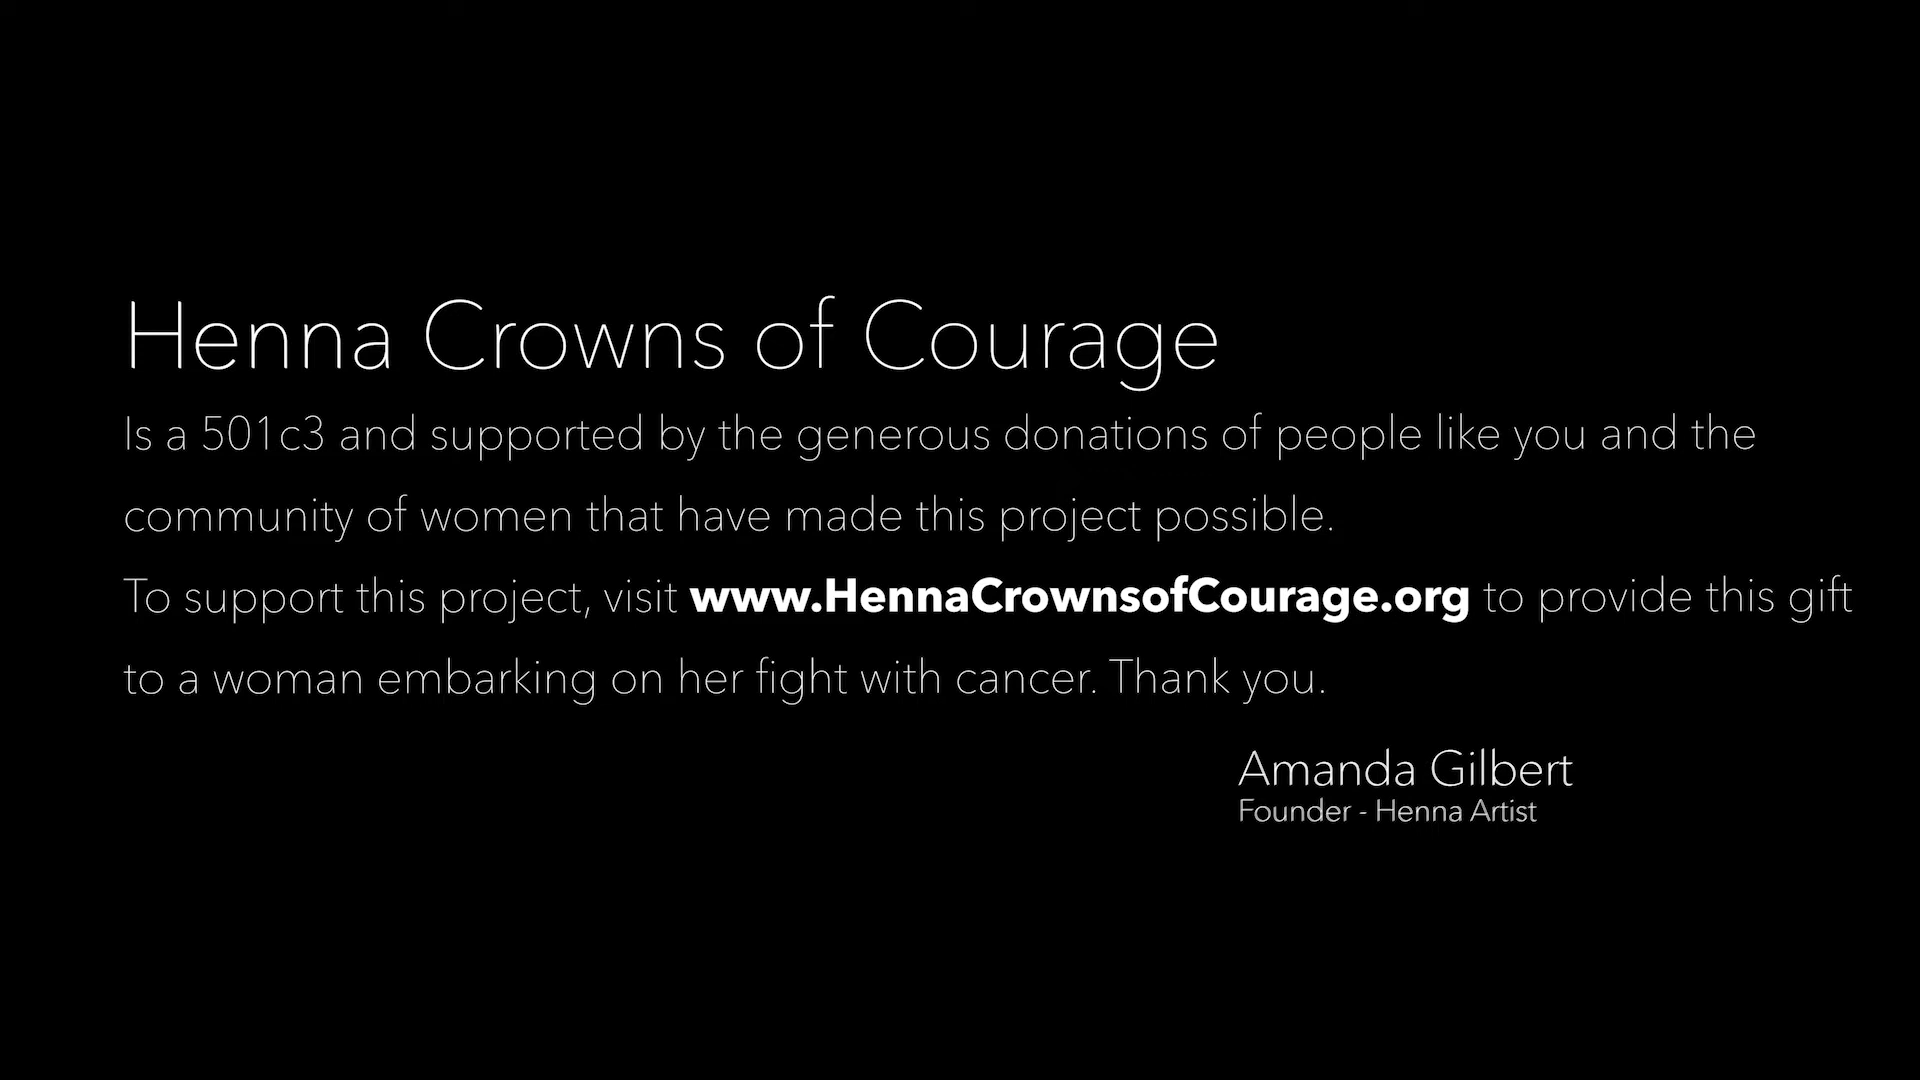 Henna Crowns of Courage
Is a 501c3 and supported by the generous donations of people like you and the
community of women that have made this project possible.
To support this project, visit www.HennaCrownsofCourage.org to provide this gift
to a woman embarking on her fight with cancer. Thank you.
Amanda Gilbert
Founder - Henna Artist